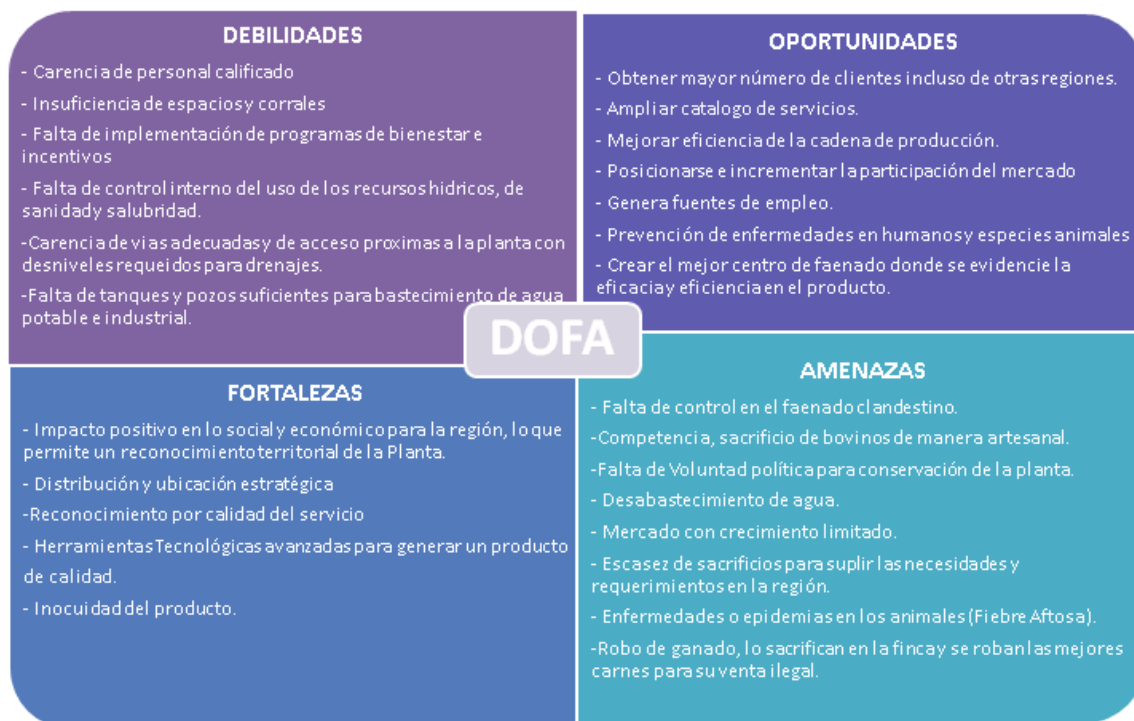 DEBILIDADES
- Carencia de personal calificado
- Insuficiencia de espacios y corrales
- Falta de implementación de programas de bienestar e
incentivos
- Falta de control interno del uso de los recursos hidricos, de
sanidad y salubridad.
-Carencia de vias adecuadas y de acceso proximas a la planta con
desniveles requeidos para drenajes.
-Falta de tanques y pozos suficientes para bastecimiento de agua
potable e industrial.
OPORTUNIDADES
- Obtener mayor número de clientes incluso de otras regiones.
- Ampliar catalogo de servicios.
- Mejorar eficiencia de la cadena de producción.
- Posicionarse e incrementar la participación del mercado
- Genera fuentes de empleo.
- Prevención de enfermedades en humanos y especies animales
- Crear el mejor centro de faenado donde se evidencie la
eficacia y eficiencia en el producto.
DOFA
FORTALEZAS
- Impacto positivo en lo social y económico para la región, lo que
permite un reconocimiento territorial de la Planta.
- Distribución y ubicación estratégica
-Reconocimiento por calidad del servicio
- Herramientas Tecnológicas avanzadas para generar un producto
de calidad.
- Inocuidad del producto.
AMENAZAS
- Falta de control en el faenado clandestino.
-Competencia, sacrificio de bovinos de manera artesanal.
-Falta de Voluntad política para conservación de la planta.
- Desabastecimiento de agua.
- Mercado con crecimiento limitado.
- Escasez de sacrificios para suplir las necesidades y
requerimientos en la región.
- Enfermedades o epidemias en los animales (Fiebre Aftosa).
-Robo de ganado, lo sacrifican en la finca y se roban las mejores
carnes para su venta ilegal.